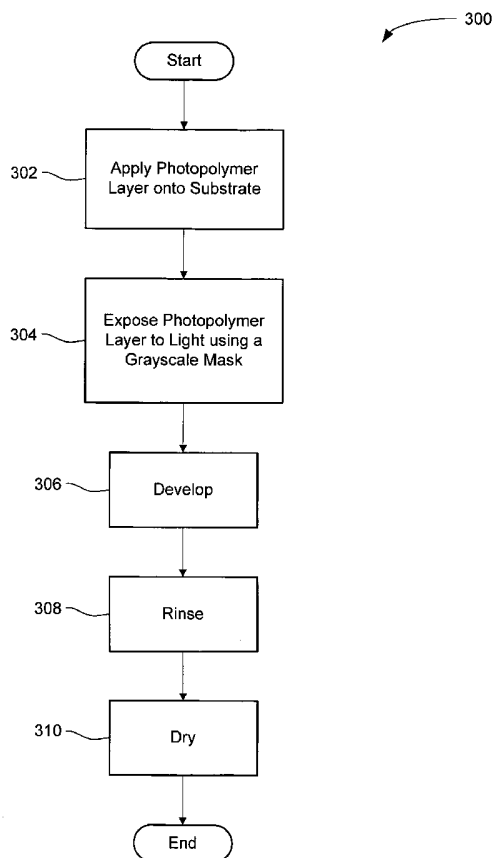 300
Start
302
Apply Photopolymer
Layer onto Substrate
304
Expose Photopolymer
Layer to Light using a
Grayscale Mask
306
Develop
308
Rinse
310
Dry
End